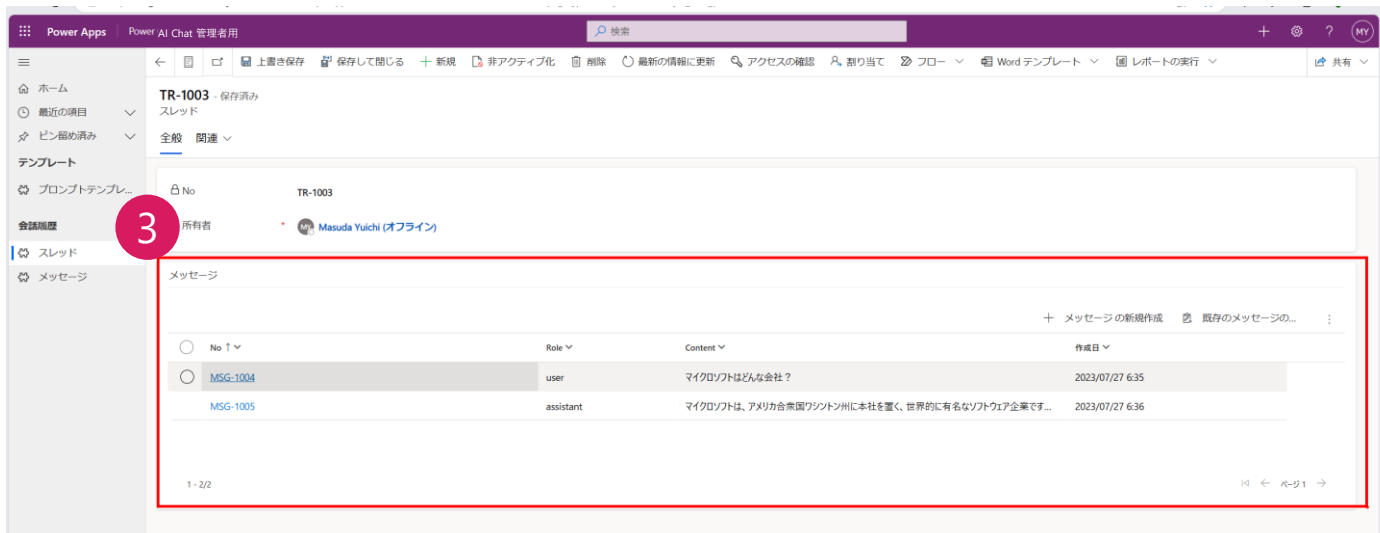 Power Apps Power AI Chat 管理者用 検索 MY
上書き保存 保存して閉じる 新規 非アクティブ化 削除 最新の情報に更新 アクセスの確認 割り当て フロー Word テンプレート レポートの実行 共有
ホーム
最近の項目
ピン留め済み
テンプレート
プロンプトテンプレ...
会話履歴
スレッド
メッセージ
TR-1003 - 保存済み
スレッド
全般 関連
No TR-1003
3
所有者 * MY Masuda Yuichi (オフライン)
メッセージ
メッセージ の新規作成 既存のメッセージの...
No ↑ Role Content 作成日
MSG-1004 user マイクロソフトはどんな会社？ 2023/07/27 6:35
MSG-1005 assistant マイクロソフトは、アメリカ合衆国ワシントン州に本社を置く、世界的に有名なソフトウェア企業です... 2023/07/27 6:36
1 - 2/2 ページ 1